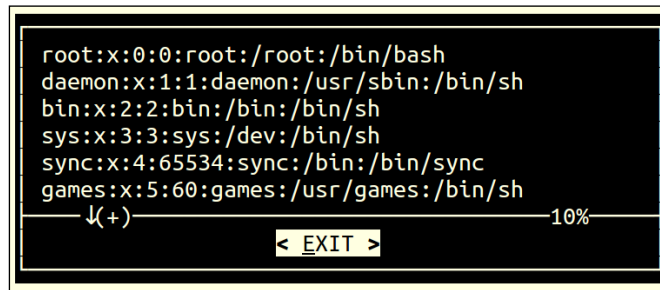 root:x:0:0:root:/root:/bin/bash
daemon:x:1:1:daemon:/usr/sbin:/bin/sh
bin:x:2:2:bin:/bin:/bin/sh
sys:x:3:3:sys:/dev:/bin/sh
sync:x:4:65534:sync:/bin:/bin/sync
games:x:5:60:games:/usr/games:/bin/sh
↓(+) 10%
< EXIT >